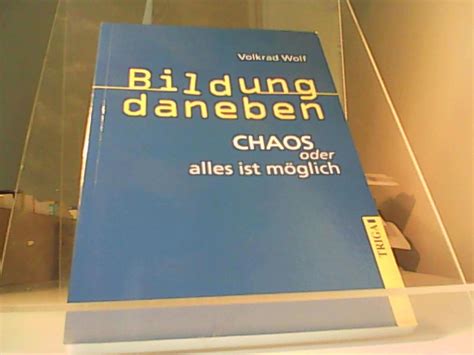 Volkrad Wolf
Bildung
daneben
CHAOS
oder
alles ist möglich
TRIGA